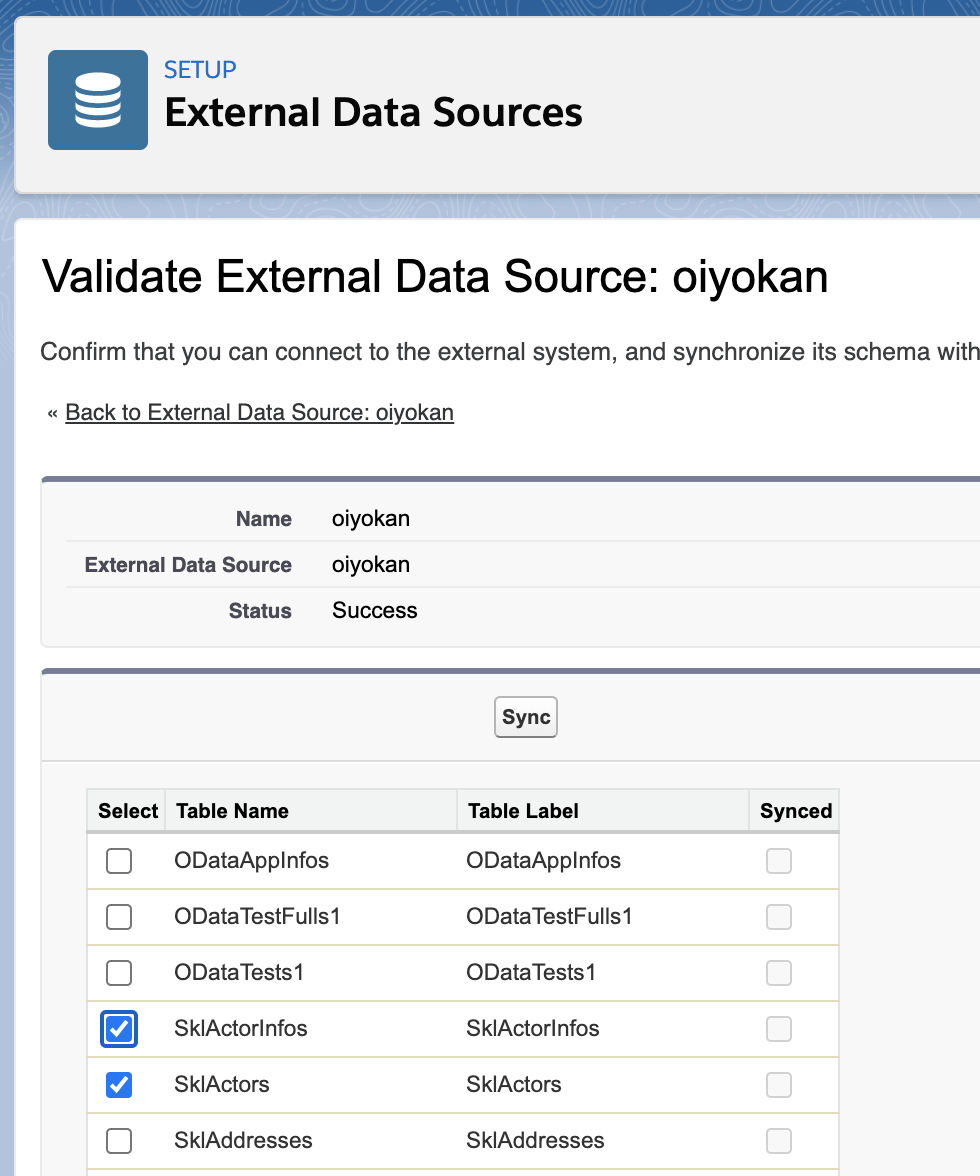 SETUP
External Data Sources
Validate External Data Source: oiyokan
Confirm that you can connect to the external system, and synchronize its schema with
« Back to External Data Source: oiyokan
Name oiyokan
External Data Source oiyokan
Status Success
Sync
Select Table Name Table Label Synced
ODataAppInfos ODataAppInfos
ODataTestFulls1 ODataTestFulls1
ODataTests1 ODataTests1
SklActorInfos SklActorInfos
SklActors SklActors
SklAddresses SklAddresses